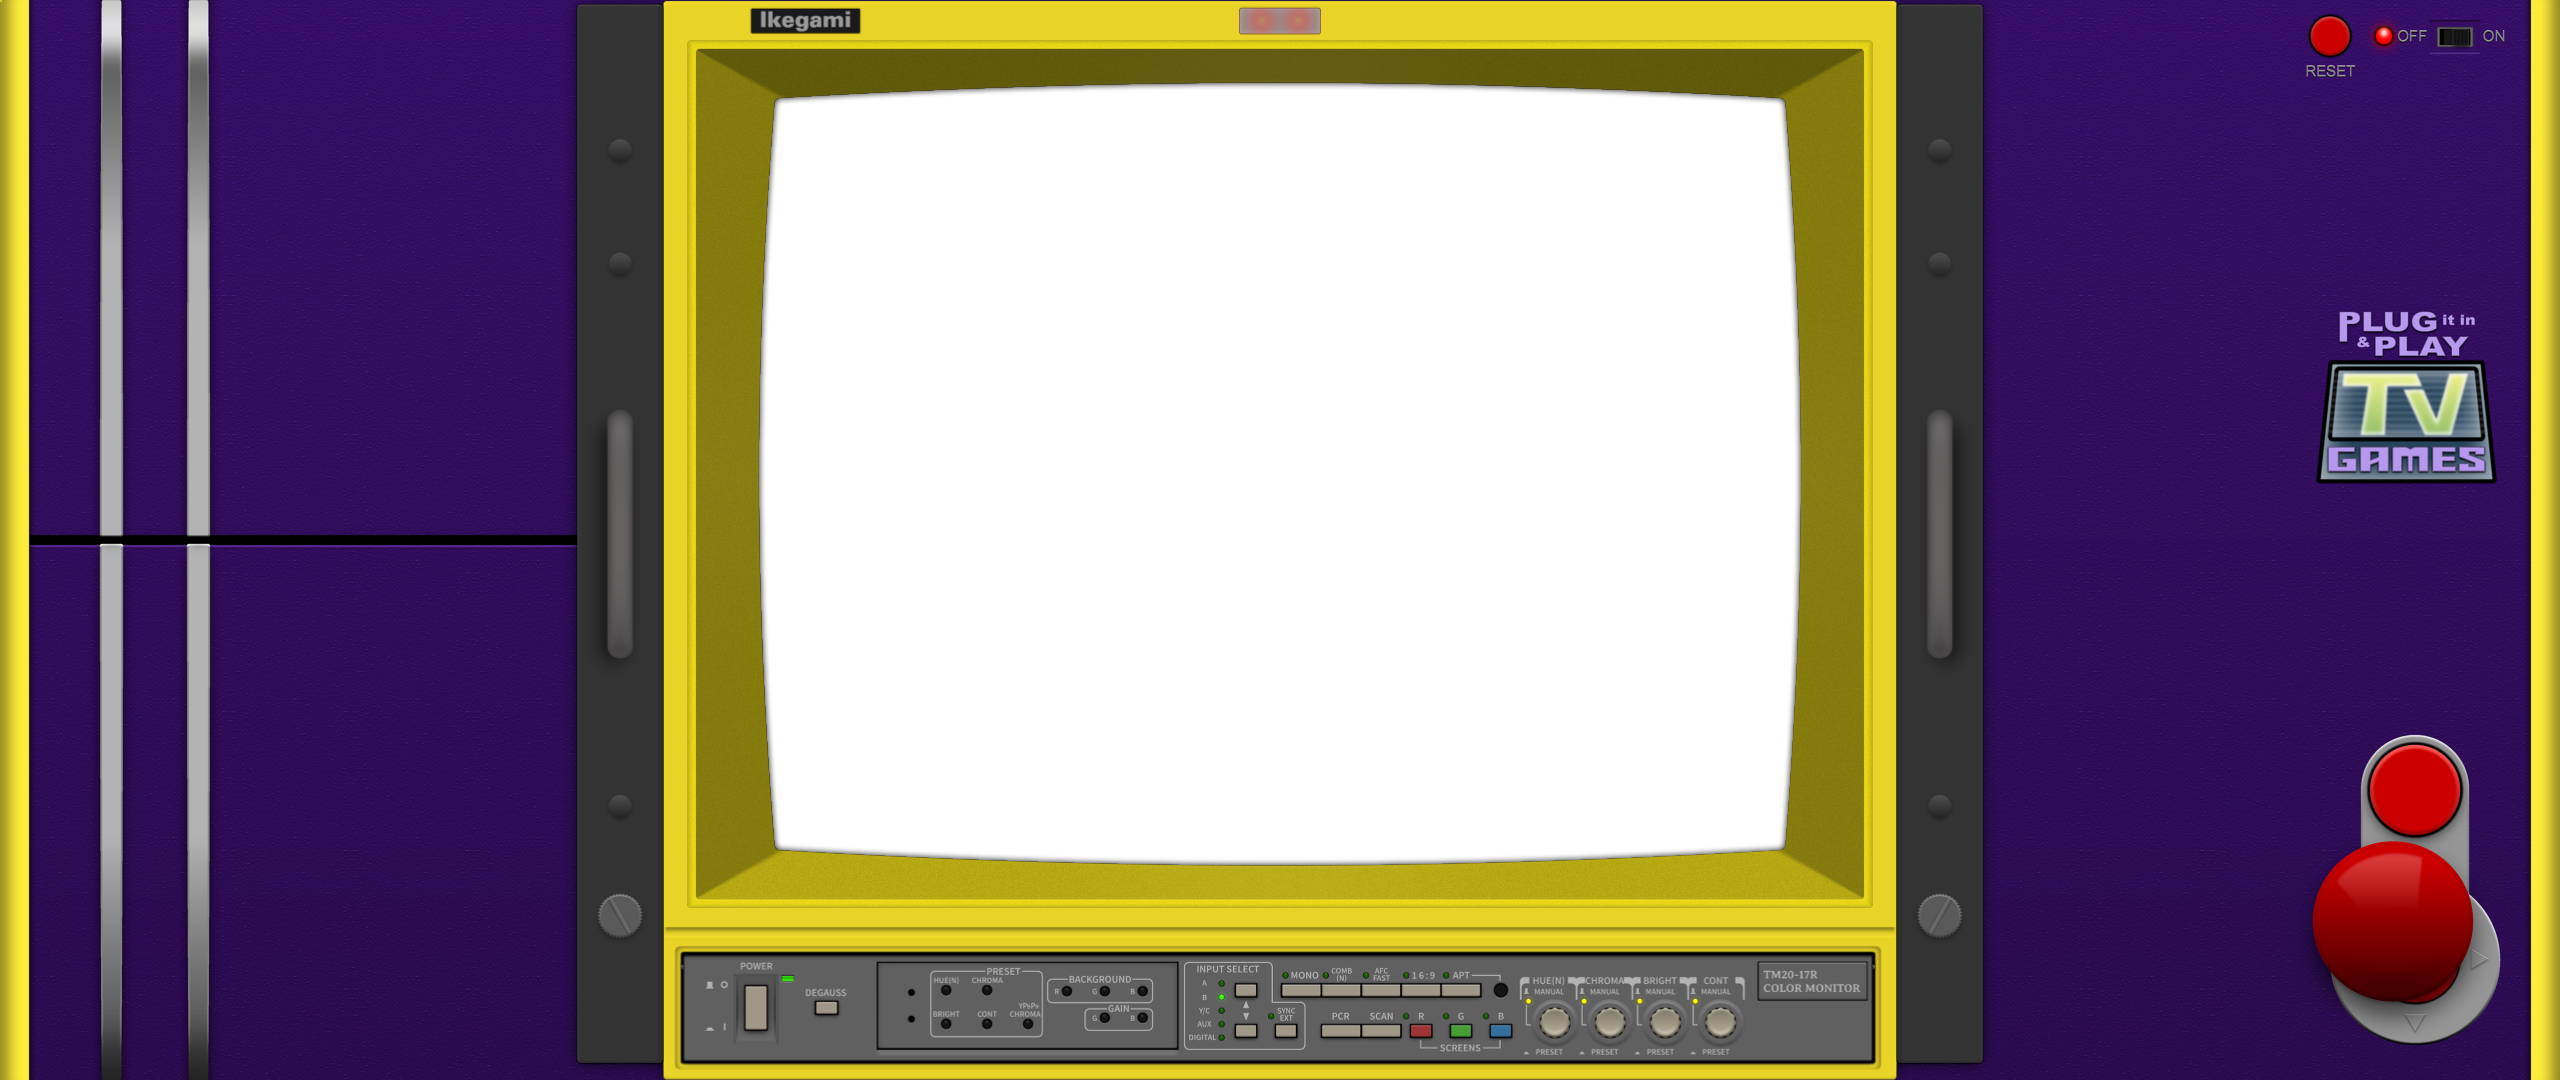 Ikegami
RESET
OFF
ON
PLUG it in
& PLAY
TV
GAMES
POWER
DEGAUSS
PRESET
HUE(N)
CHROMA
BRIGHT
CONT
YPBPR
CHROMA
BACKGROUND
R
G
B
GAIN
G
B
INPUT SELECT
A
B
Y/C
AUX
DIGITAL
SYNC
EXT
MONO
COMB
(N)
AFC
FAST
16:9
APT
PCR
SCAN
R
G
B
SCREENS
HUE(N)
MANUAL
PRESET
CHROMA
MANUAL
PRESET
BRIGHT
MANUAL
PRESET
CONT
MANUAL
PRESET
TM20-17R
COLOR MONITOR